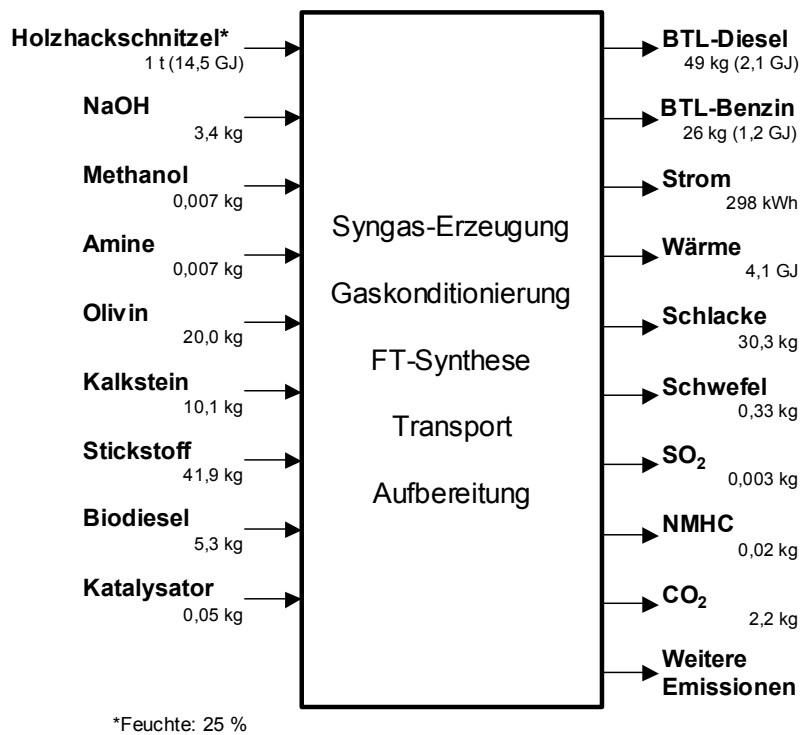 Holzhackschnitzel*
1 t (14,5 GJ)
NaOH
3,4 kg
Methanol
0,007 kg
Amine
0,007 kg
Olivin
20,0 kg
Kalkstein
10,1 kg
Stickstoff
41,9 kg
Biodiesel
5,3 kg
Katalysator
0,05 kg
*Feuchte: 25 %
Syngas-Erzeugung
Gaskonditionierung
FT-Synthese
Transport
Aufbereitung
BTL-Diesel
49 kg (2,1 GJ)
BTL-Benzin
26 kg (1,2 GJ)
Strom
298 kWh
Wärme
4,1 GJ
Schlacke
30,3 kg
Schwefel
0,33 kg
SO₂
0,003 kg
NMHC
0,02 kg
CO₂
2,2 kg
Weitere
Emissionen